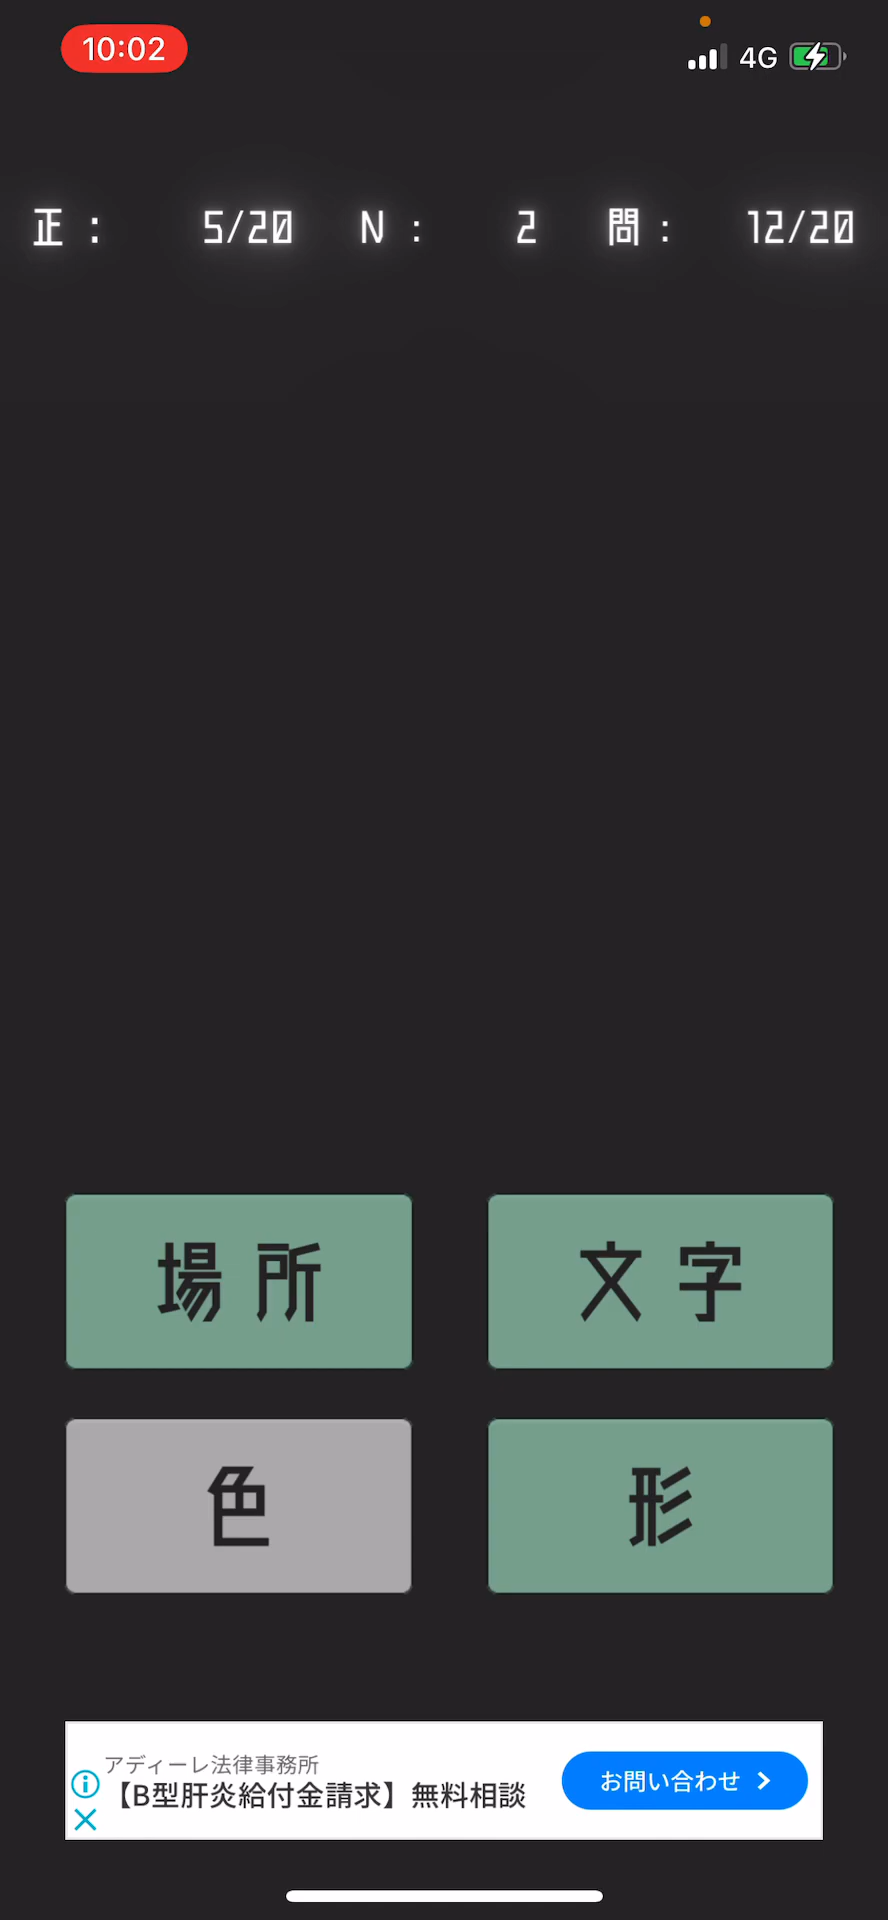 10:02
4G
正： 5/20 N： 2 問： 12/20
場所
文字
色
形
アディーレ法律事務所
【B型肝炎給付金請求】無料相談
お問い合わせ